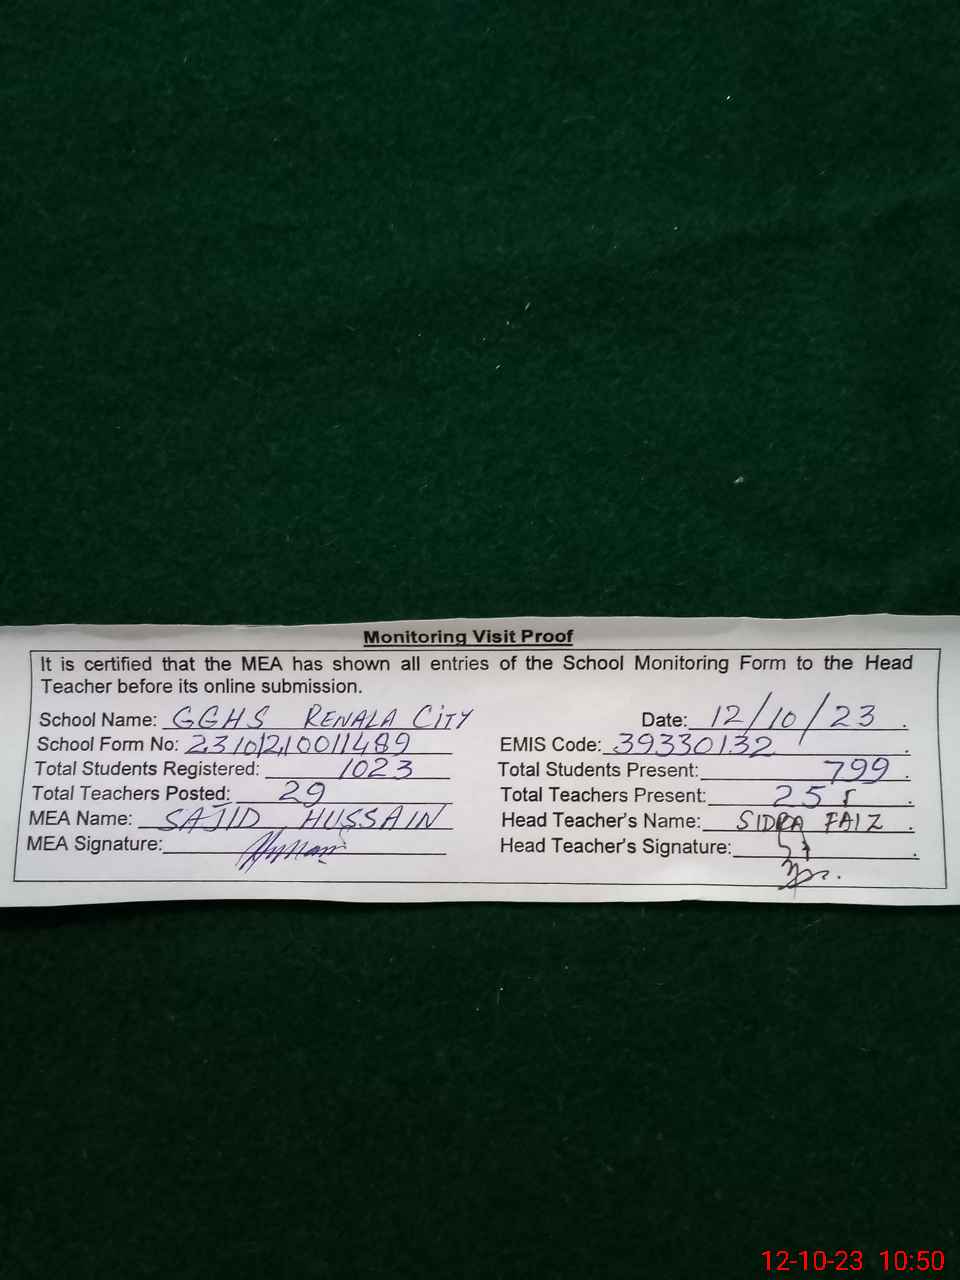 Monitoring Visit Proof
It is certified that the MEA has shown all entries of the School Monitoring Form to the Head
Teacher before its online submission.
School Name: GGHS RENALA CITY Date: 12/10/23
School Form No: 2310121001489 EMIS Code: 39330132
Total Students Registered: 1023 Total Students Present: 799
Total Teachers Posted: 29 Total Teachers Present: 25
MEA Name: SAJID HUSSAIN Head Teacher's Name: SIDRA FAIZ
MEA Signature: Head Teacher's Signature:
12-10-23 10:50